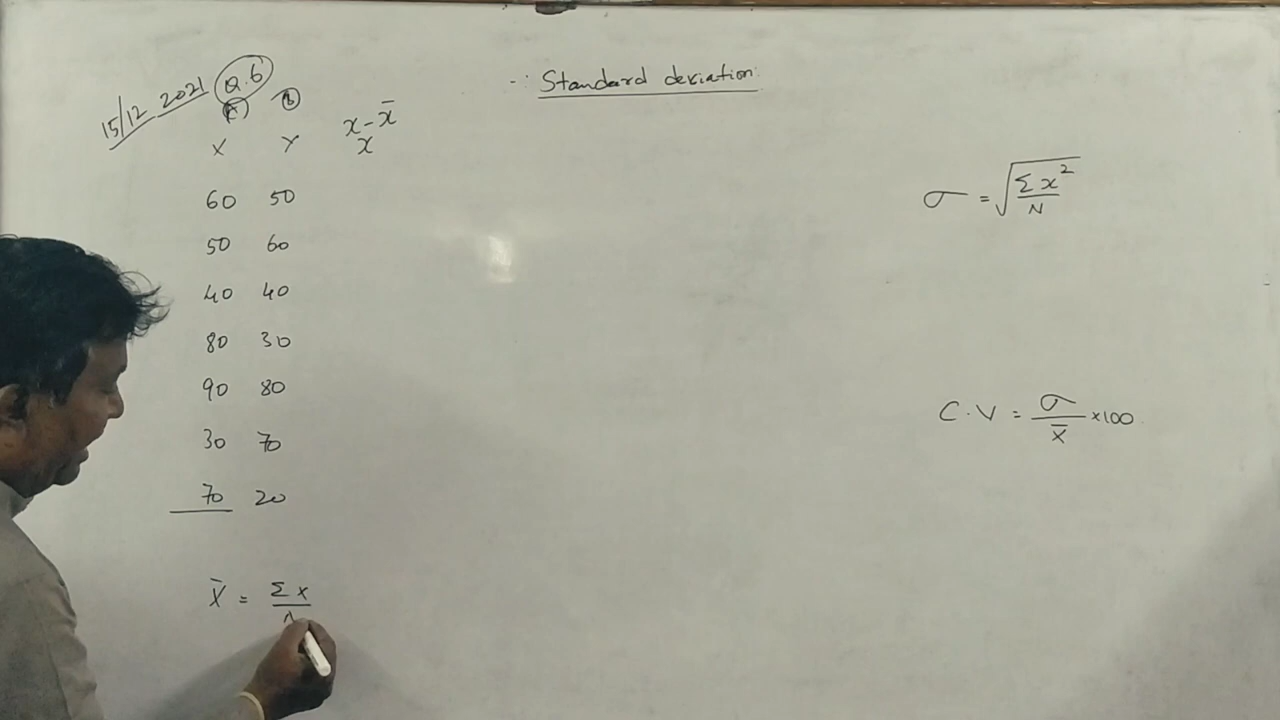 15/12 2021 Q.6
∴ Standard deviation
(A) (b)
X Y x-x̄
x
60 50
50 60
40 40
80 30
90 80
30 70
70 20
σ = √Σx²/N
C.V = σ/x̄ ×100
X̄ = Σx